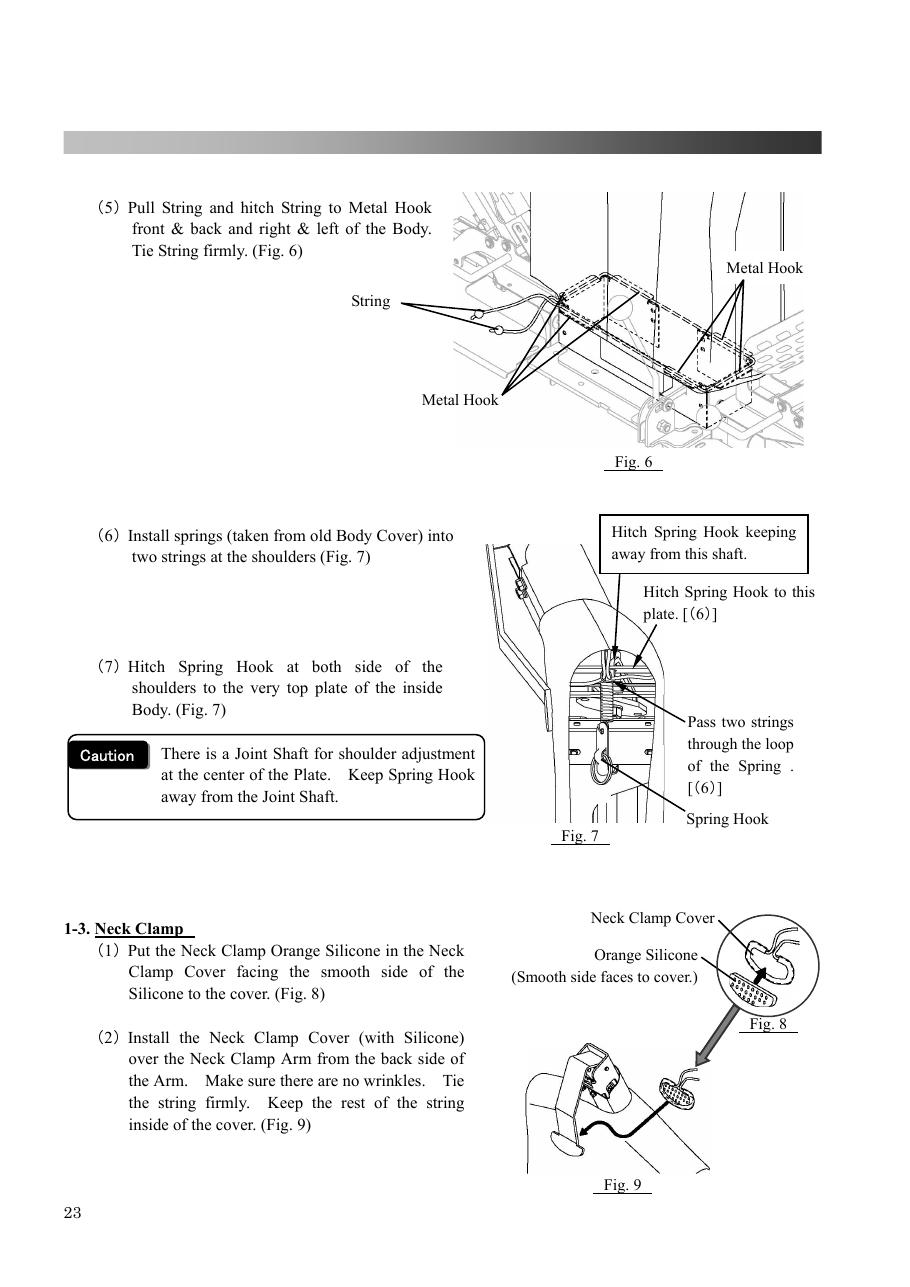 (5) Pull String and hitch String to Metal Hook
front & back and right & left of the Body.
Tie String firmly. (Fig. 6)
Metal Hook
String
Metal Hook
Fig. 6
(6) Install springs (taken from old Body Cover) into
two strings at the shoulders (Fig. 7)
Hitch Spring Hook keeping
away from this shaft.
Hitch Spring Hook to this
plate. [(6)]
(7) Hitch Spring Hook at both side of the
shoulders to the very top plate of the inside
Body. (Fig. 7)
Caution
There is a Joint Shaft for shoulder adjustment
at the center of the Plate. Keep Spring Hook
away from the Joint Shaft.
Pass two strings
through the loop
of the Spring .
[(6)]
Spring Hook
Fig. 7
1-3. Neck Clamp
(1) Put the Neck Clamp Orange Silicone in the Neck
Clamp Cover facing the smooth side of the
Silicone to the cover. (Fig. 8)
Neck Clamp Cover
Orange Silicone
(Smooth side faces to cover.)
Fig. 8
(2) Install the Neck Clamp Cover (with Silicone)
over the Neck Clamp Arm from the back side of
the Arm. Make sure there are no wrinkles. Tie
the string firmly. Keep the rest of the string
inside of the cover. (Fig. 9)
Fig. 9
23